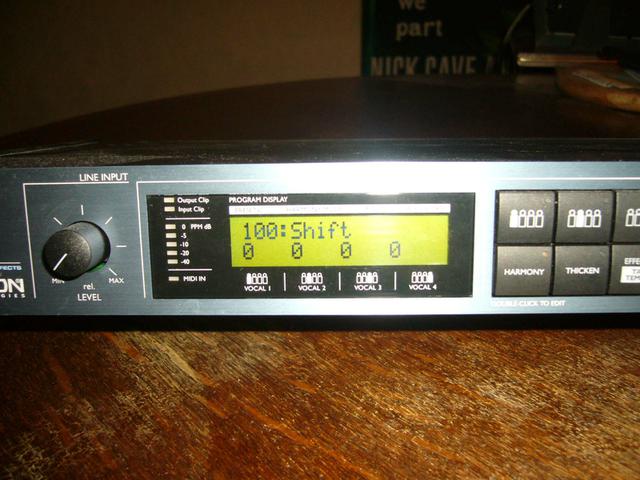 we
part
NICK CAVE
LINE INPUT
MIN
MAX
rel.
LEVEL
Output Clip
Input Clip
0 PPM dB
-5
-10
-20
-40
MIDI IN
PROGRAM DISPLAY
100:Shift
0 0 0 0
VOCAL 1
VOCAL 2
VOCAL 3
VOCAL 4
HARMONY
THICKEN
DOUBLE-CLICK TO EDIT